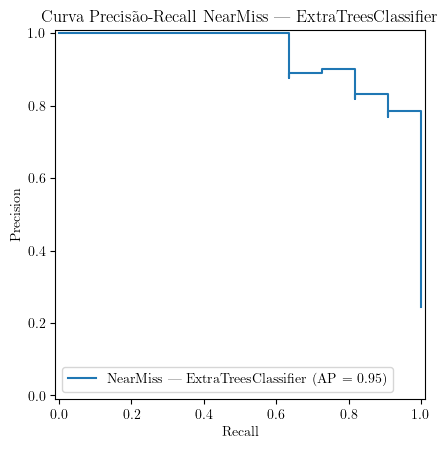 Curva Precisão-Recall NearMiss — ExtraTreesClassifier
1.0
0.8
0.6
0.4
0.2
0.0
Precision
NearMiss — ExtraTreesClassifier (AP = 0.95)
0.0 0.2 0.4 0.6 0.8 1.0
Recall